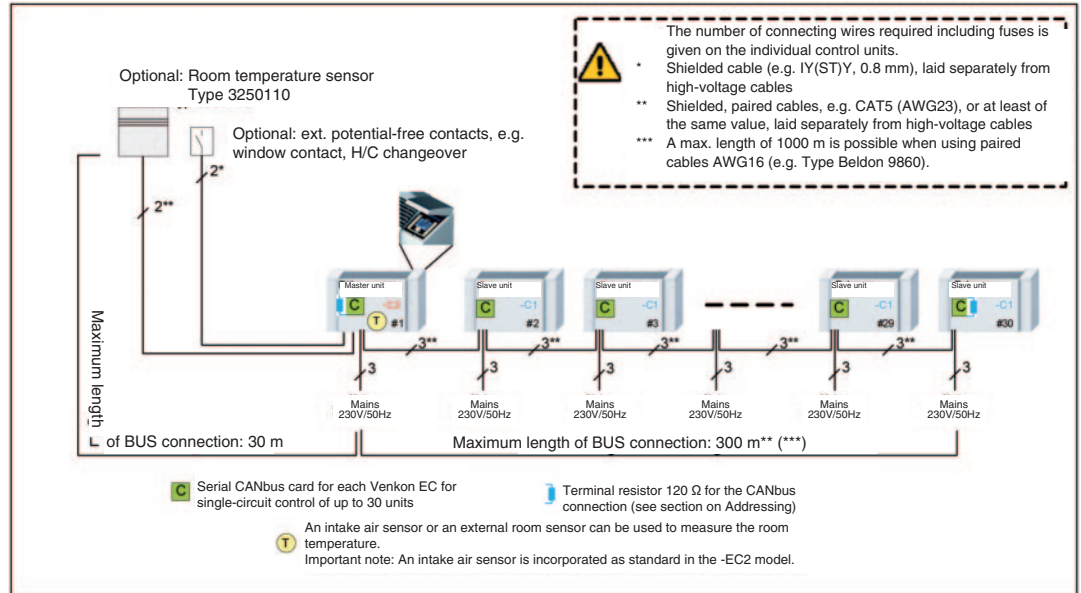 The number of connecting wires required including fuses is
given on the individual control units.
* Shielded cable (e.g. IY(ST)Y, 0.8 mm), laid separately from
high-voltage cables
** Shielded, paired cables, e.g. CAT5 (AWG23), or at least of
the same value, laid separately from high-voltage cables
*** A max. length of 1000 m is possible when using paired
cables AWG16 (e.g. Type Beldon 9860).
Optional: Room temperature sensor
Type 3250110
Optional: ext. potential-free contacts, e.g.
window contact, H/C changeover
2*
2**
Master unit
C
T
#1
Slave unit
C
-C1
#2
Slave unit
C
-C1
#3
Slave unit
C
-C1
#29
Slave unit
C
-C1
#30
3**
3**
3**
3**
3**
3
3
3
3
3
3
Mains
230V/50Hz
Mains
230V/50Hz
Mains
230V/50Hz
Mains
230V/50Hz
Mains
230V/50Hz
Mains
230V/50Hz
Maximum length
of BUS connection: 30 m
Maximum length of BUS connection: 300 m** (***)
C Serial CANbus card for each Venkon EC for
single-circuit control of up to 30 units
Terminal resistor 120 Ω for the CANbus
connection (see section on Addressing)
T An intake air sensor or an external room sensor can be used to measure the room
temperature.
Important note: An intake air sensor is incorporated as standard in the -EC2 model.